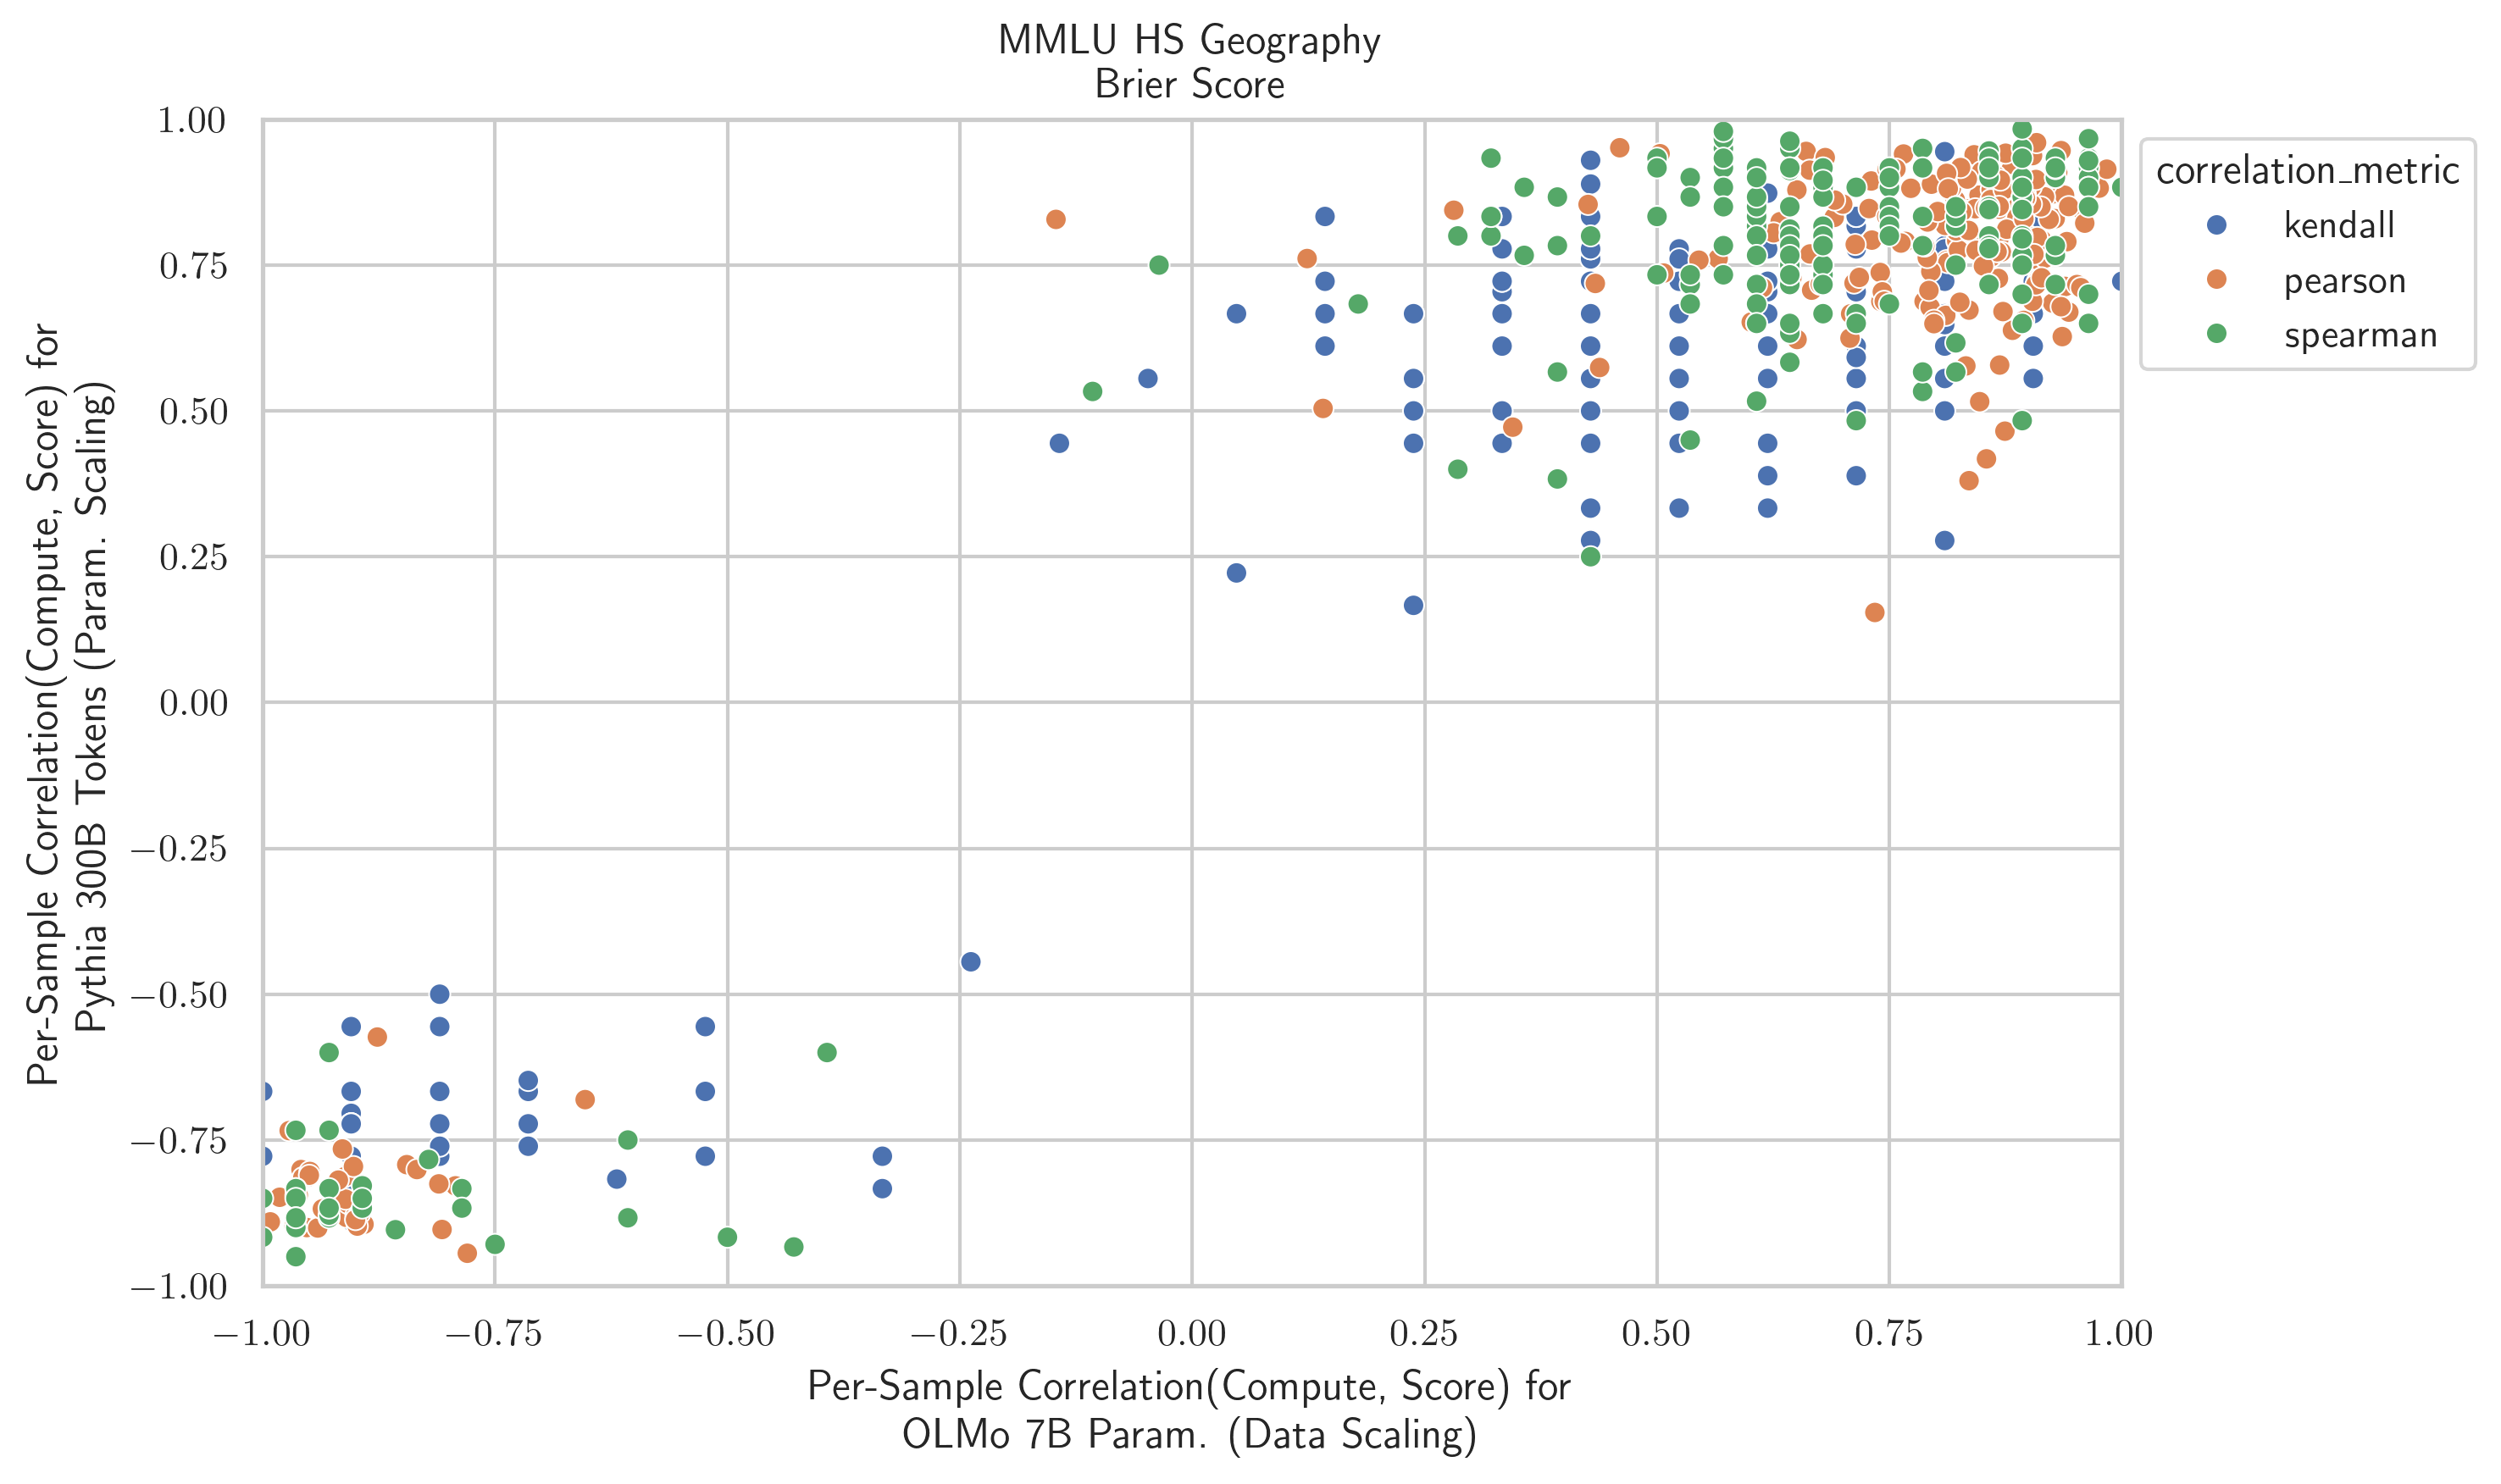 MMLU HS Geography
Brier Score
Per-Sample Correlation(Compute, Score) for
Pythia 300B Tokens (Param. Scaling)
1.00
0.75
0.50
0.25
0.00
−0.25
−0.50
−0.75
−1.00
−1.00 −0.75 −0.50 −0.25 0.00 0.25 0.50 0.75 1.00
Per-Sample Correlation(Compute, Score) for
OLMo 7B Param. (Data Scaling)
correlation_metric
kendall
pearson
spearman